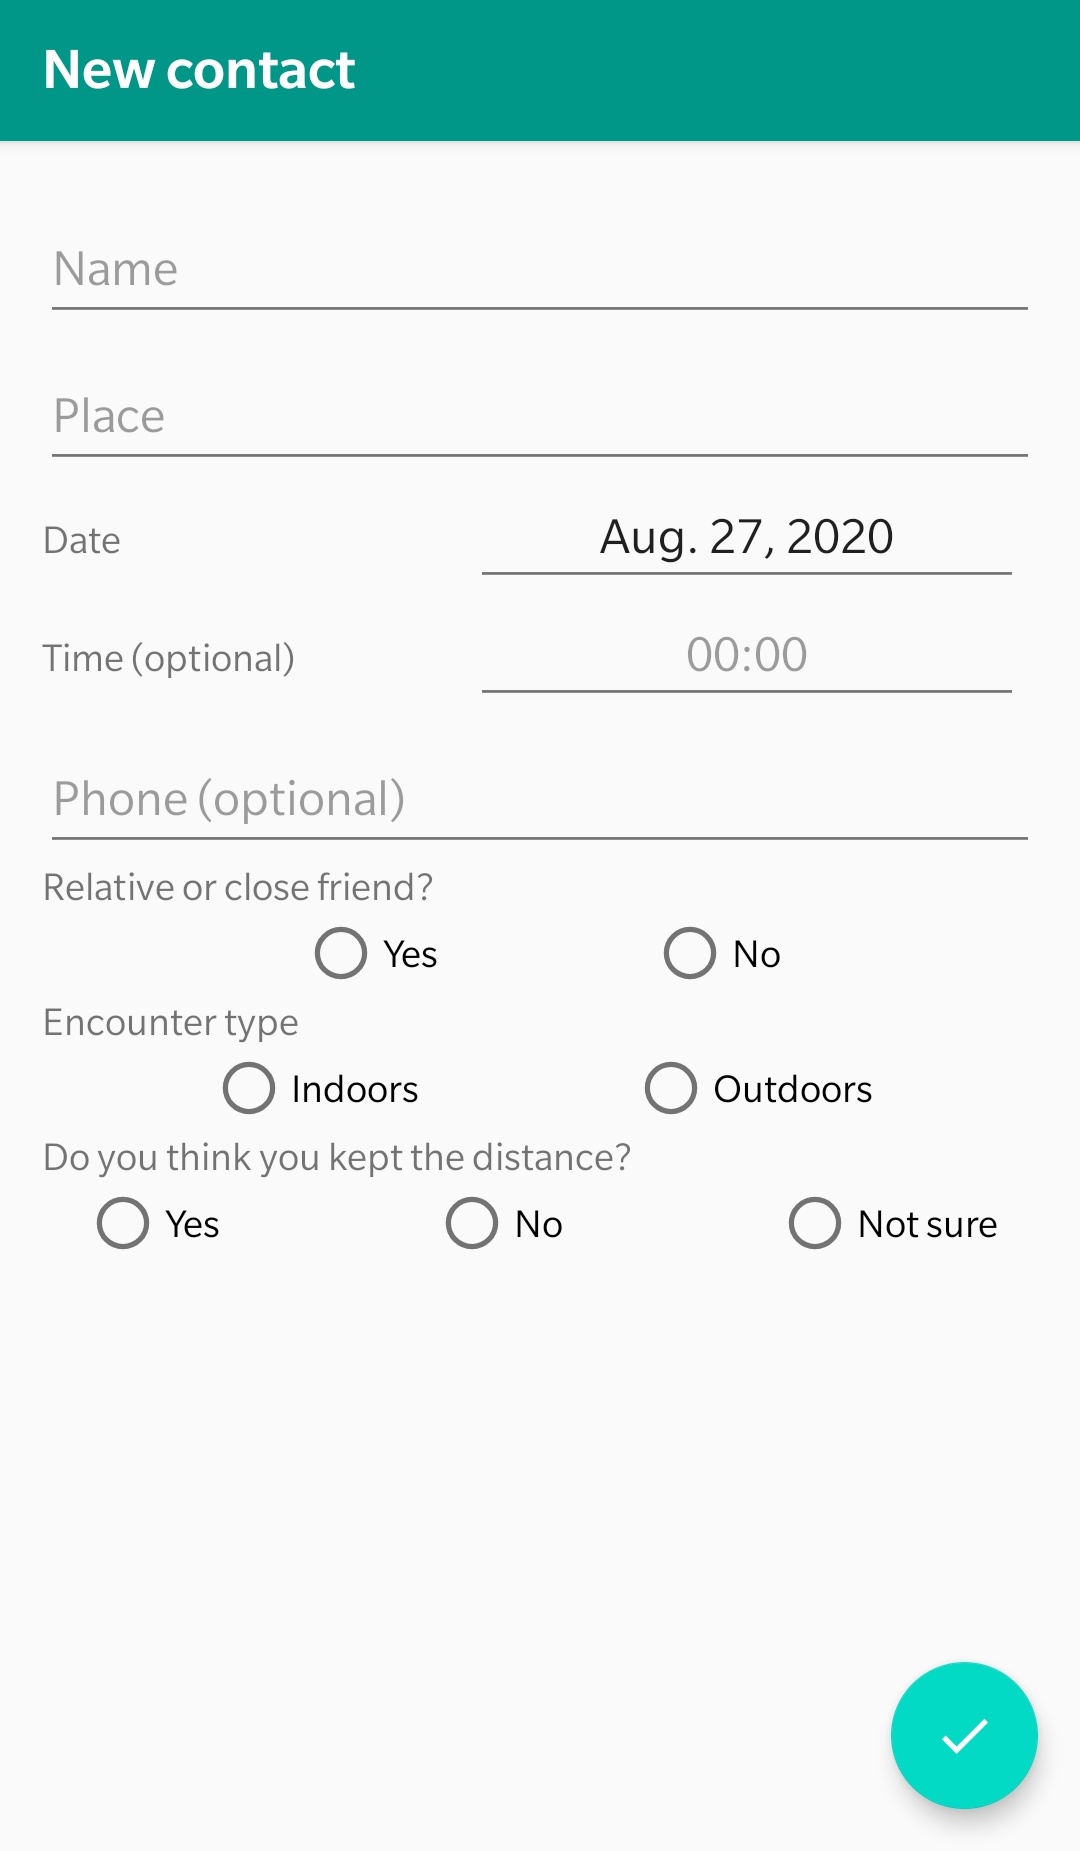 New contact
Name
Place
Date Aug. 27, 2020
Time (optional) 00:00
Phone (optional)
Relative or close friend?
Yes No
Encounter type
Indoors Outdoors
Do you think you kept the distance?
Yes No Not sure